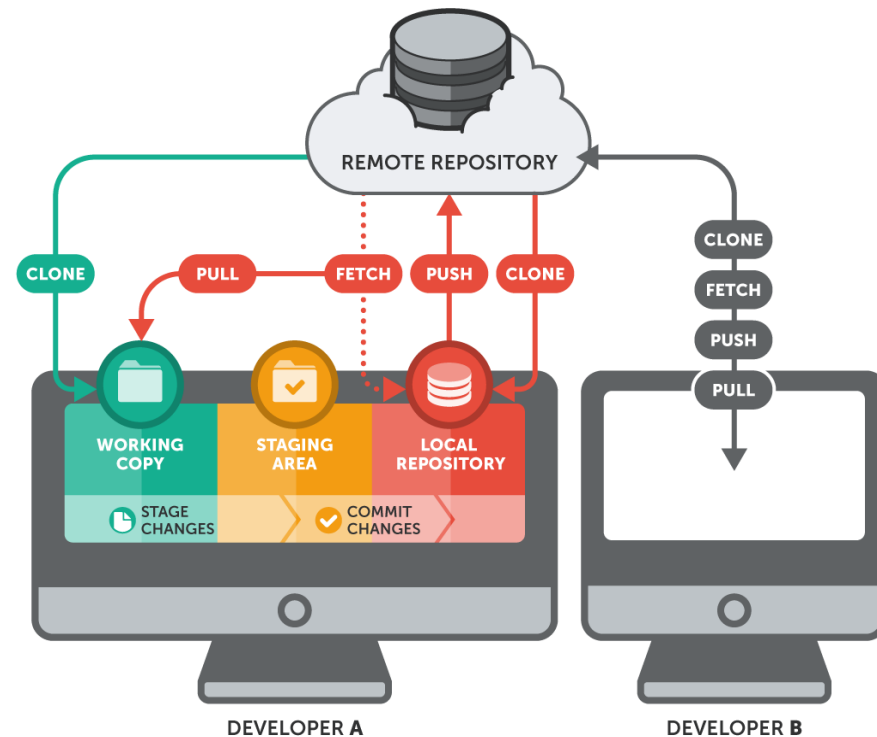 REMOTE REPOSITORY
CLONE
PULL
FETCH
PUSH
CLONE
CLONE
FETCH
PUSH
PULL
WORKING
COPY
STAGING
AREA
LOCAL
REPOSITORY
STAGE
CHANGES
COMMIT
CHANGES
DEVELOPER A
DEVELOPER B